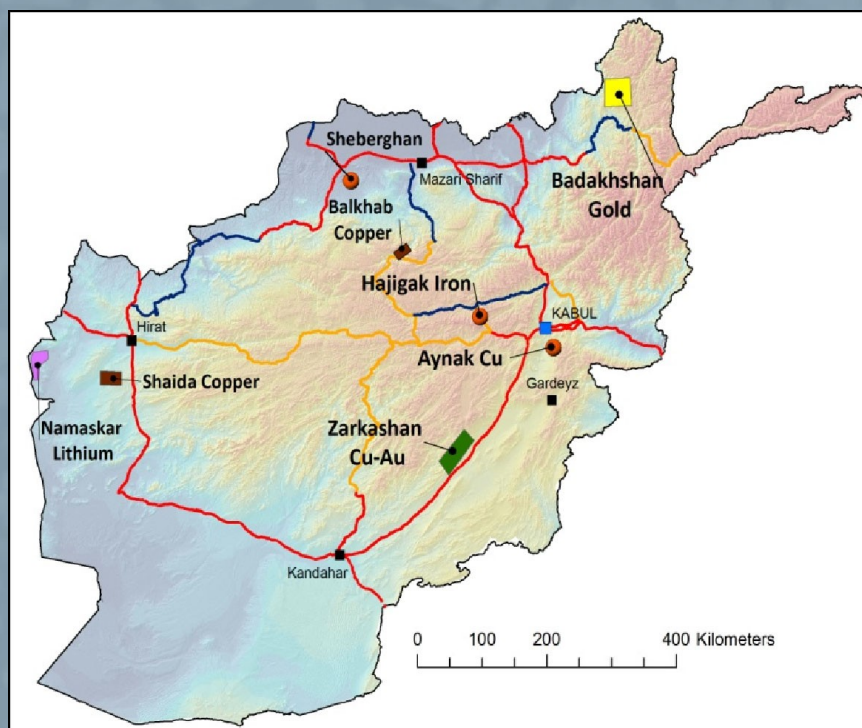 Sheberghan
Mazari Sharif
Balkhab
Copper
Badakhshan
Gold
Hajigak Iron
KABUL
Hirat
Aynak Cu
Shaida Copper
Gardeyz
Namaskar
Lithium
Zarkashan
Cu-Au
Kandahar
0 100 200 400 Kilometers